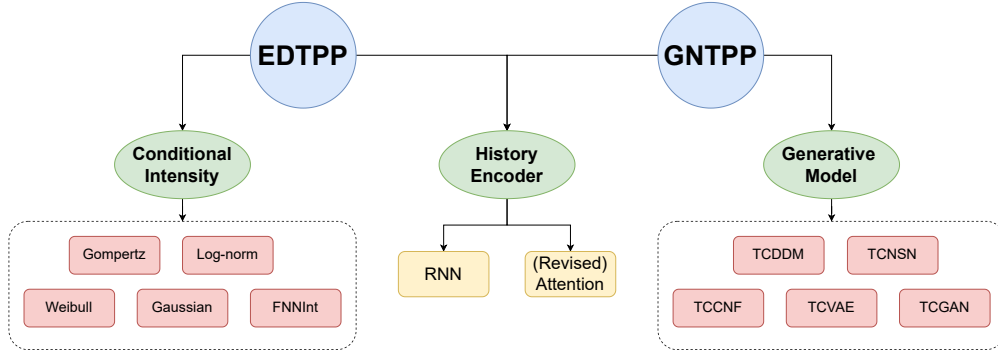 EDTPP
GNTPP
Conditional
Intensity
History
Encoder
Generative
Model
Gompertz
Log-norm
Weibull
Gaussian
FNNInt
RNN
(Revised)
Attention
TCDDM
TCNSN
TCCNF
TCVAE
TCGAN